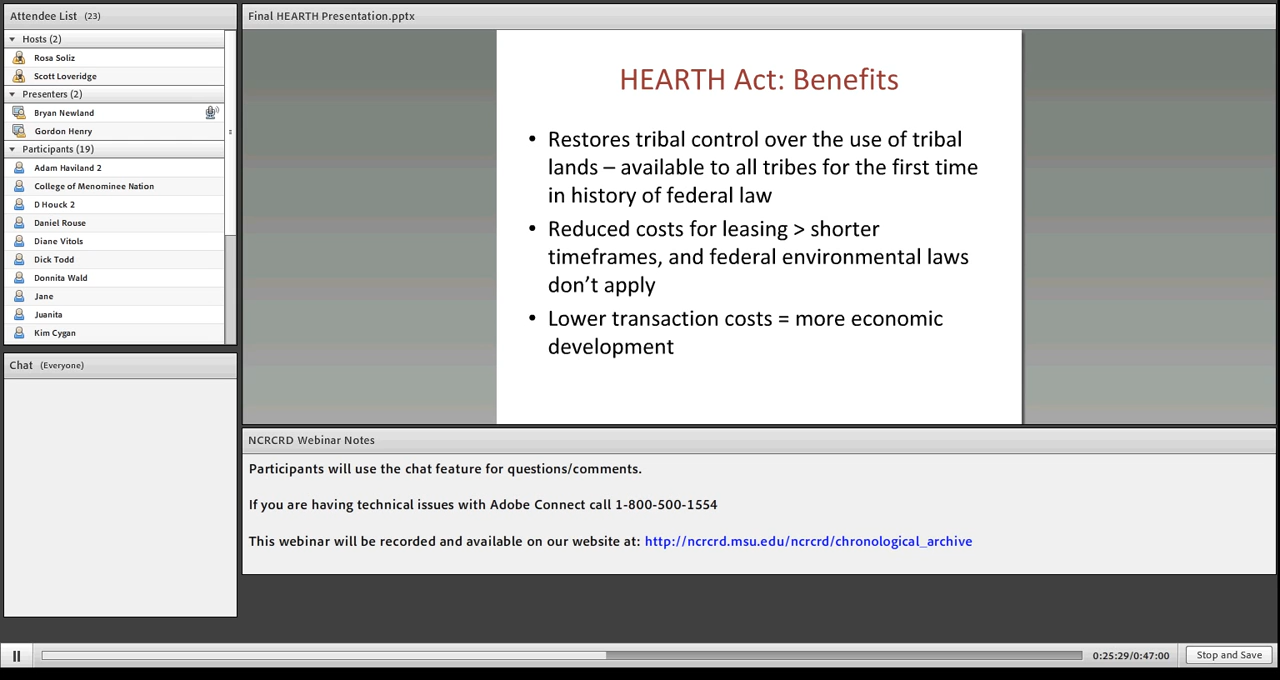 Attendee List (23)
Hosts (2)
Rosa Soliz
Scott Loveridge
Presenters (2)
Bryan Newland
Gordon Henry
Participants (19)
Adam Haviland 2
College of Menominee Nation
D Houck 2
Daniel Rouse
Diane Vitols
Dick Todd
Donnita Wald
Jane
Juanita
Kim Cygan
Chat (Everyone)
Final HEARTH Presentation.pptx
HEARTH Act: Benefits
• Restores tribal control over the use of tribal
lands – available to all tribes for the first time
in history of federal law
• Reduced costs for leasing > shorter
timeframes, and federal environmental laws
don’t apply
• Lower transaction costs = more economic
development
NCRCRD Webinar Notes
Participants will use the chat feature for questions/comments.
If you are having technical issues with Adobe Connect call 1-800-500-1554
This webinar will be recorded and available on our website at: http://ncrcrd.msu.edu/ncrcrd/chronological_archive
0:25:29/0:47:00
Stop and Save